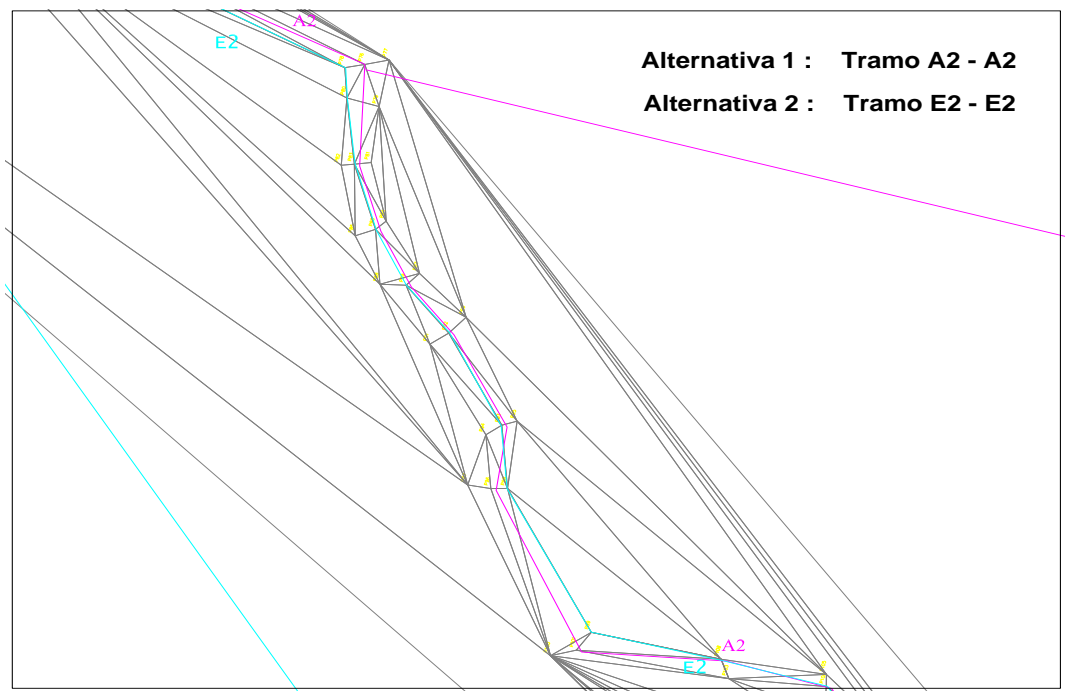 A2
E2
Alternativa 1 : Tramo A2 - A2
Alternativa 2 : Tramo E2 - E2
A2
E2